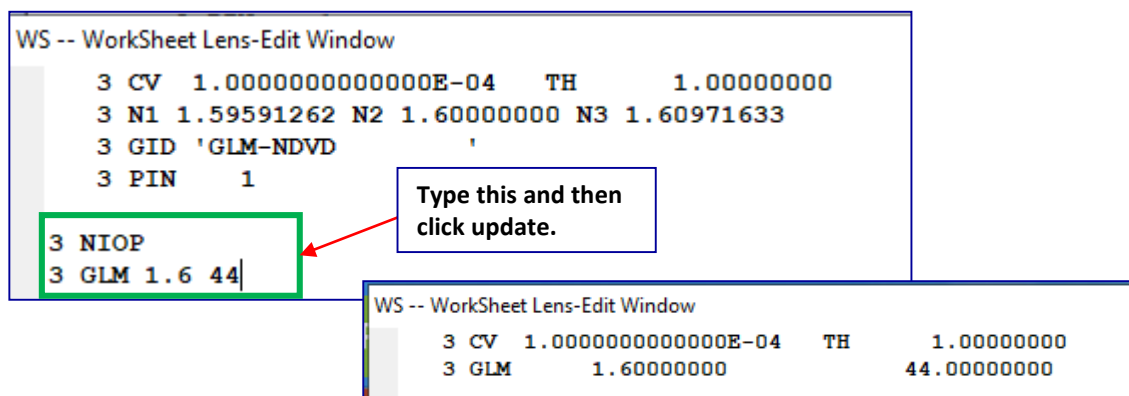 WS -- WorkSheet Lens-Edit Window
3 CV 1.0000000000000E-04 TH 1.00000000
3 N1 1.59591262 N2 1.60000000 N3 1.60971633
3 GID 'GLM-NDVD '
3 PIN 1
Type this and then
click update.
3 NIOP
3 GLM 1.6 44
WS -- WorkSheet Lens-Edit Window
3 CV 1.0000000000000E-04 TH 1.00000000
3 GLM 1.60000000 44.00000000